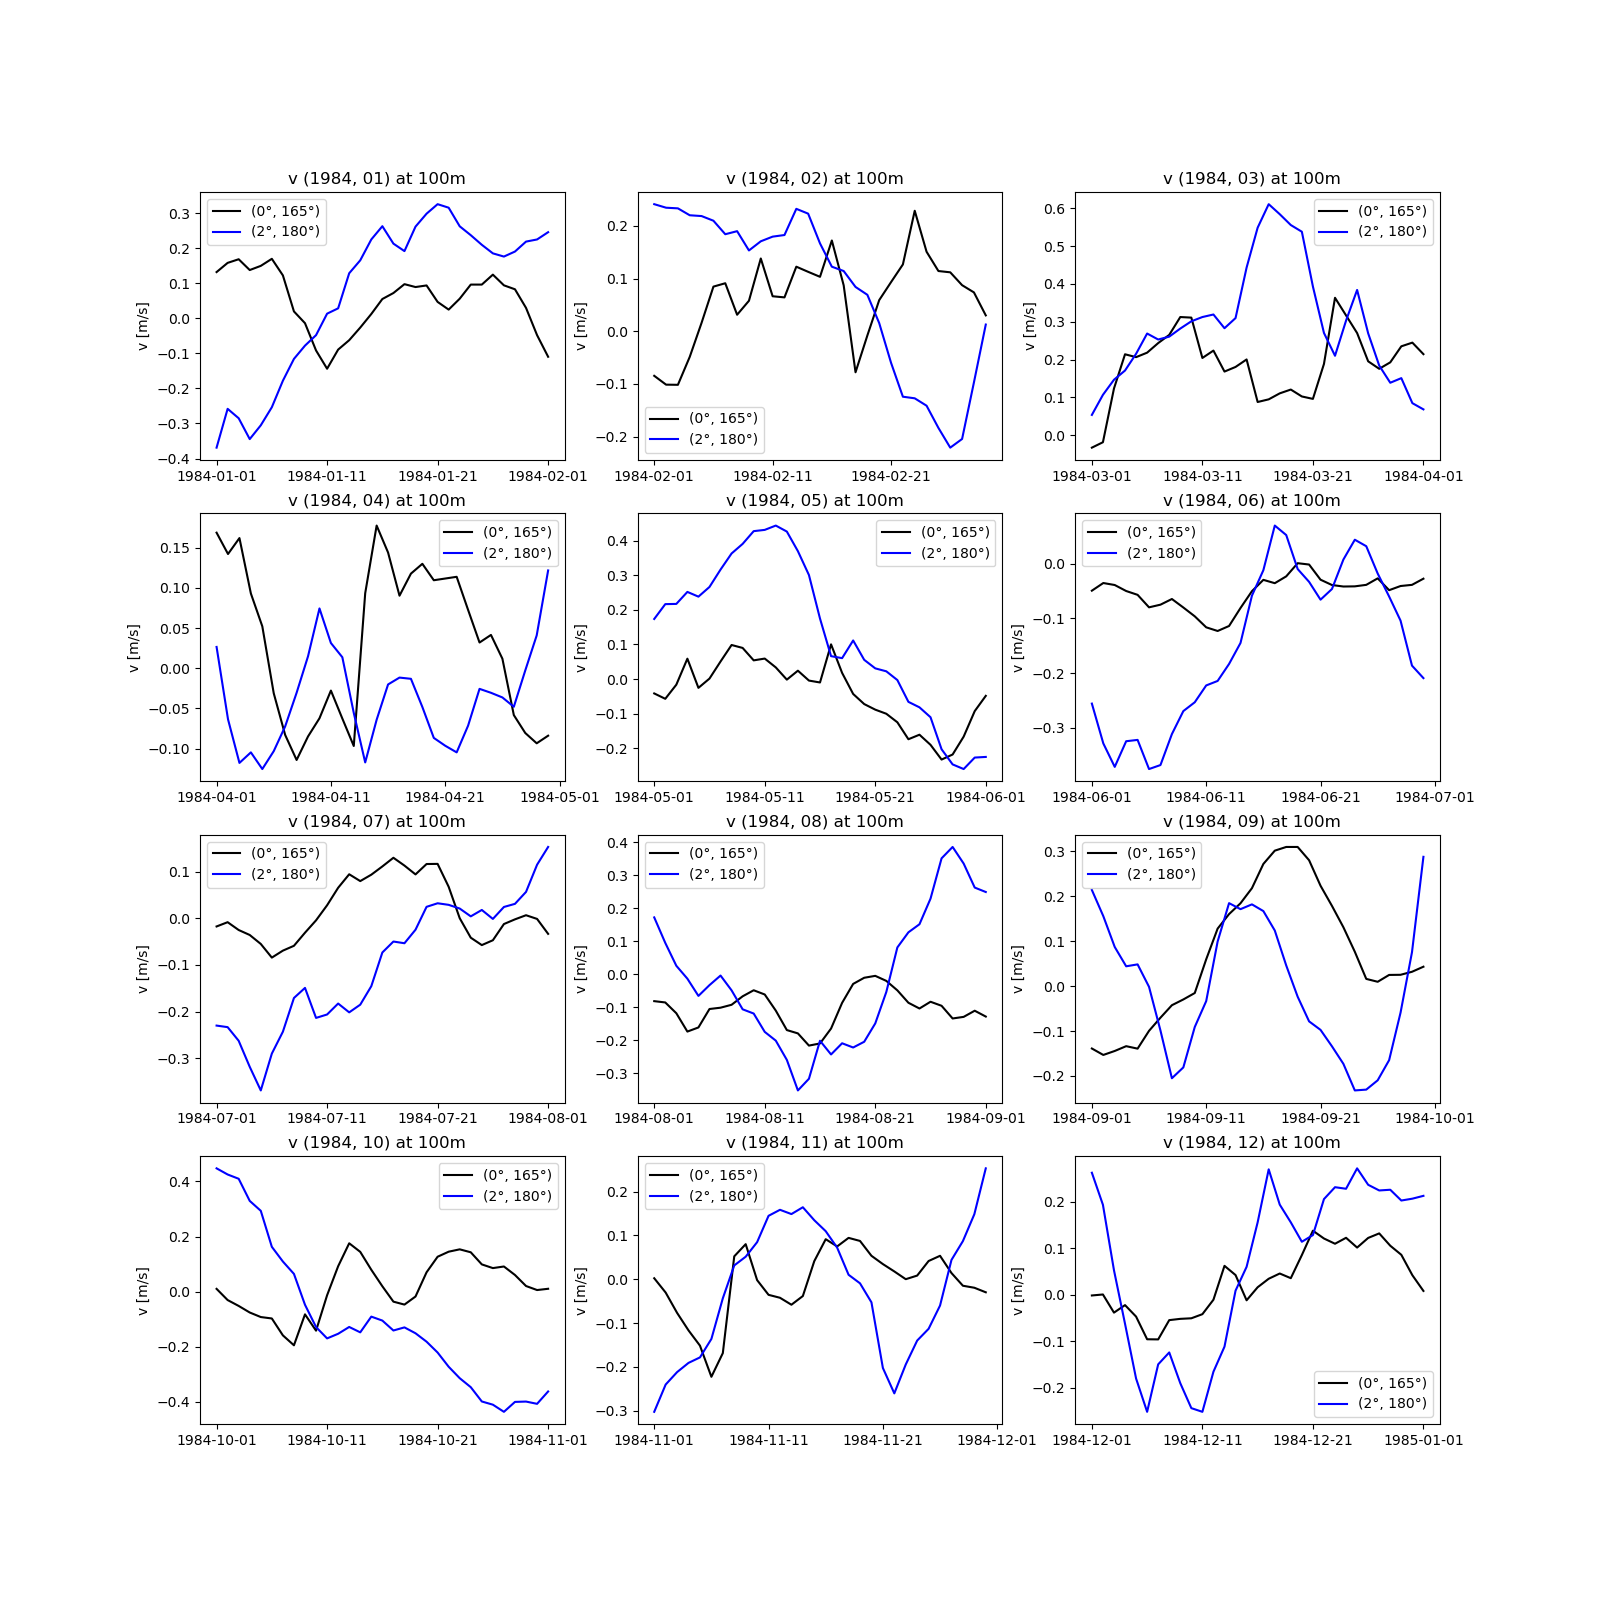 v (1984, 01) at 100m
v [m/s]
0.3
0.2
0.1
0.0
−0.1
−0.2
−0.3
−0.4
(0°, 165°)
(2°, 180°)
1984-01-01 1984-01-11 1984-01-21 1984-02-01
v (1984, 02) at 100m
v [m/s]
0.2
0.1
0.0
−0.1
−0.2
(0°, 165°)
(2°, 180°)
1984-02-01 1984-02-11 1984-02-21
v (1984, 03) at 100m
v [m/s]
0.6
0.5
0.4
0.3
0.2
0.1
0.0
(0°, 165°)
(2°, 180°)
1984-03-01 1984-03-11 1984-03-21 1984-04-01
v (1984, 04) at 100m
v [m/s]
0.15
0.10
0.05
0.00
−0.05
−0.10
(0°, 165°)
(2°, 180°)
1984-04-01 1984-04-11 1984-04-21 1984-05-01
v (1984, 05) at 100m
v [m/s]
0.4
0.3
0.2
0.1
0.0
−0.1
−0.2
(0°, 165°)
(2°, 180°)
1984-05-01 1984-05-11 1984-05-21 1984-06-01
v (1984, 06) at 100m
v [m/s]
0.0
−0.1
−0.2
−0.3
(0°, 165°)
(2°, 180°)
1984-06-01 1984-06-11 1984-06-21 1984-07-01
v (1984, 07) at 100m
v [m/s]
0.1
0.0
−0.1
−0.2
−0.3
(0°, 165°)
(2°, 180°)
1984-07-01 1984-07-11 1984-07-21 1984-08-01
v (1984, 08) at 100m
v [m/s]
0.4
0.3
0.2
0.1
0.0
−0.1
−0.2
−0.3
(0°, 165°)
(2°, 180°)
1984-08-01 1984-08-11 1984-08-21 1984-09-01
v (1984, 09) at 100m
v [m/s]
0.3
0.2
0.1
0.0
−0.1
−0.2
(0°, 165°)
(2°, 180°)
1984-09-01 1984-09-11 1984-09-21 1984-10-01
v (1984, 10) at 100m
v [m/s]
0.4
0.2
0.0
−0.2
−0.4
(0°, 165°)
(2°, 180°)
1984-10-01 1984-10-11 1984-10-21 1984-11-01
v (1984, 11) at 100m
v [m/s]
0.2
0.1
0.0
−0.1
−0.2
−0.3
(0°, 165°)
(2°, 180°)
1984-11-01 1984-11-11 1984-11-21 1984-12-01
v (1984, 12) at 100m
v [m/s]
0.2
0.1
0.0
−0.1
−0.2
(0°, 165°)
(2°, 180°)
1984-12-01 1984-12-11 1984-12-21 1985-01-01